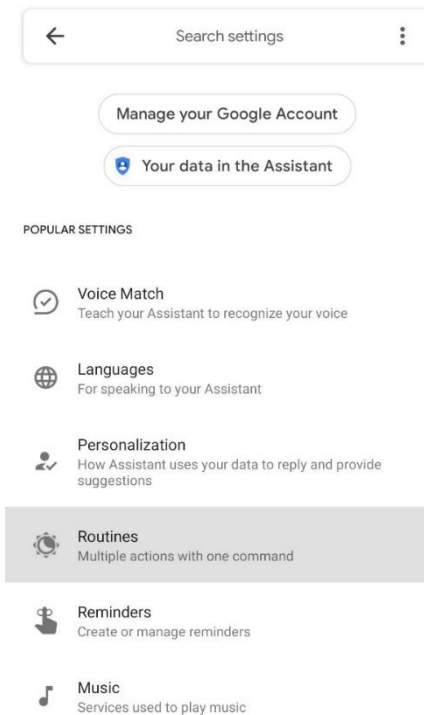 Search settings
Manage your Google Account
Your data in the Assistant
POPULAR SETTINGS
Voice Match
Teach your Assistant to recognize your voice
Languages
For speaking to your Assistant
Personalization
How Assistant uses your data to reply and provide
suggestions
Routines
Multiple actions with one command
Reminders
Create or manage reminders
Music
Services used to play music